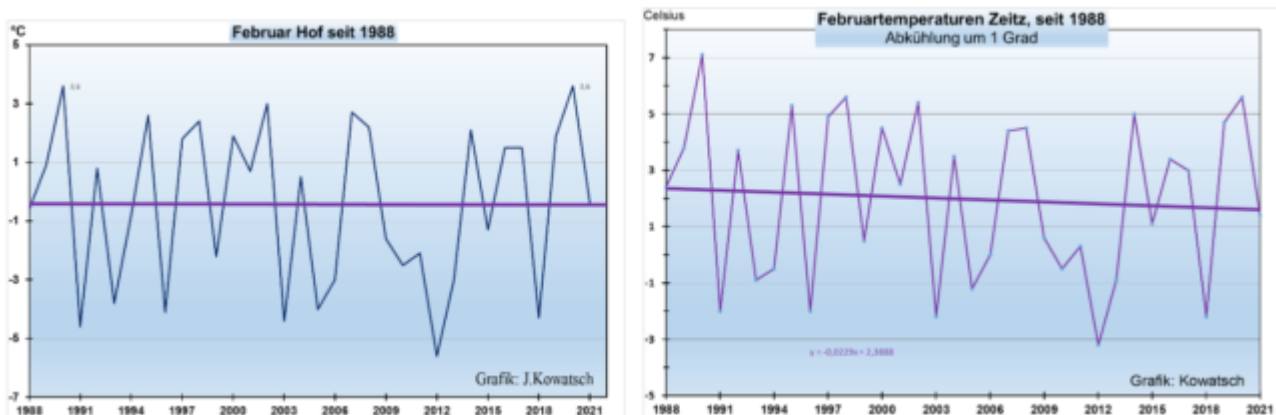 Februar Hof seit 1988
°C
5
3,6
3,6
3
1
-1
-3
-5
-7
Grafik: J.Kowatsch
1988 1991 1994 1997 2000 2003 2006 2009 2012 2015 2018 2021
Celsius
Februartemperaturen Zeitz, seit 1988
Abkühlung um 1 Grad
7
5
3
1
-1
-3
-5
y = -0,0229x + 2,3888
Grafik: Kowatsch
1988 1991 1994 1997 2000 2003 2006 2009 2012 2015 2018 2021